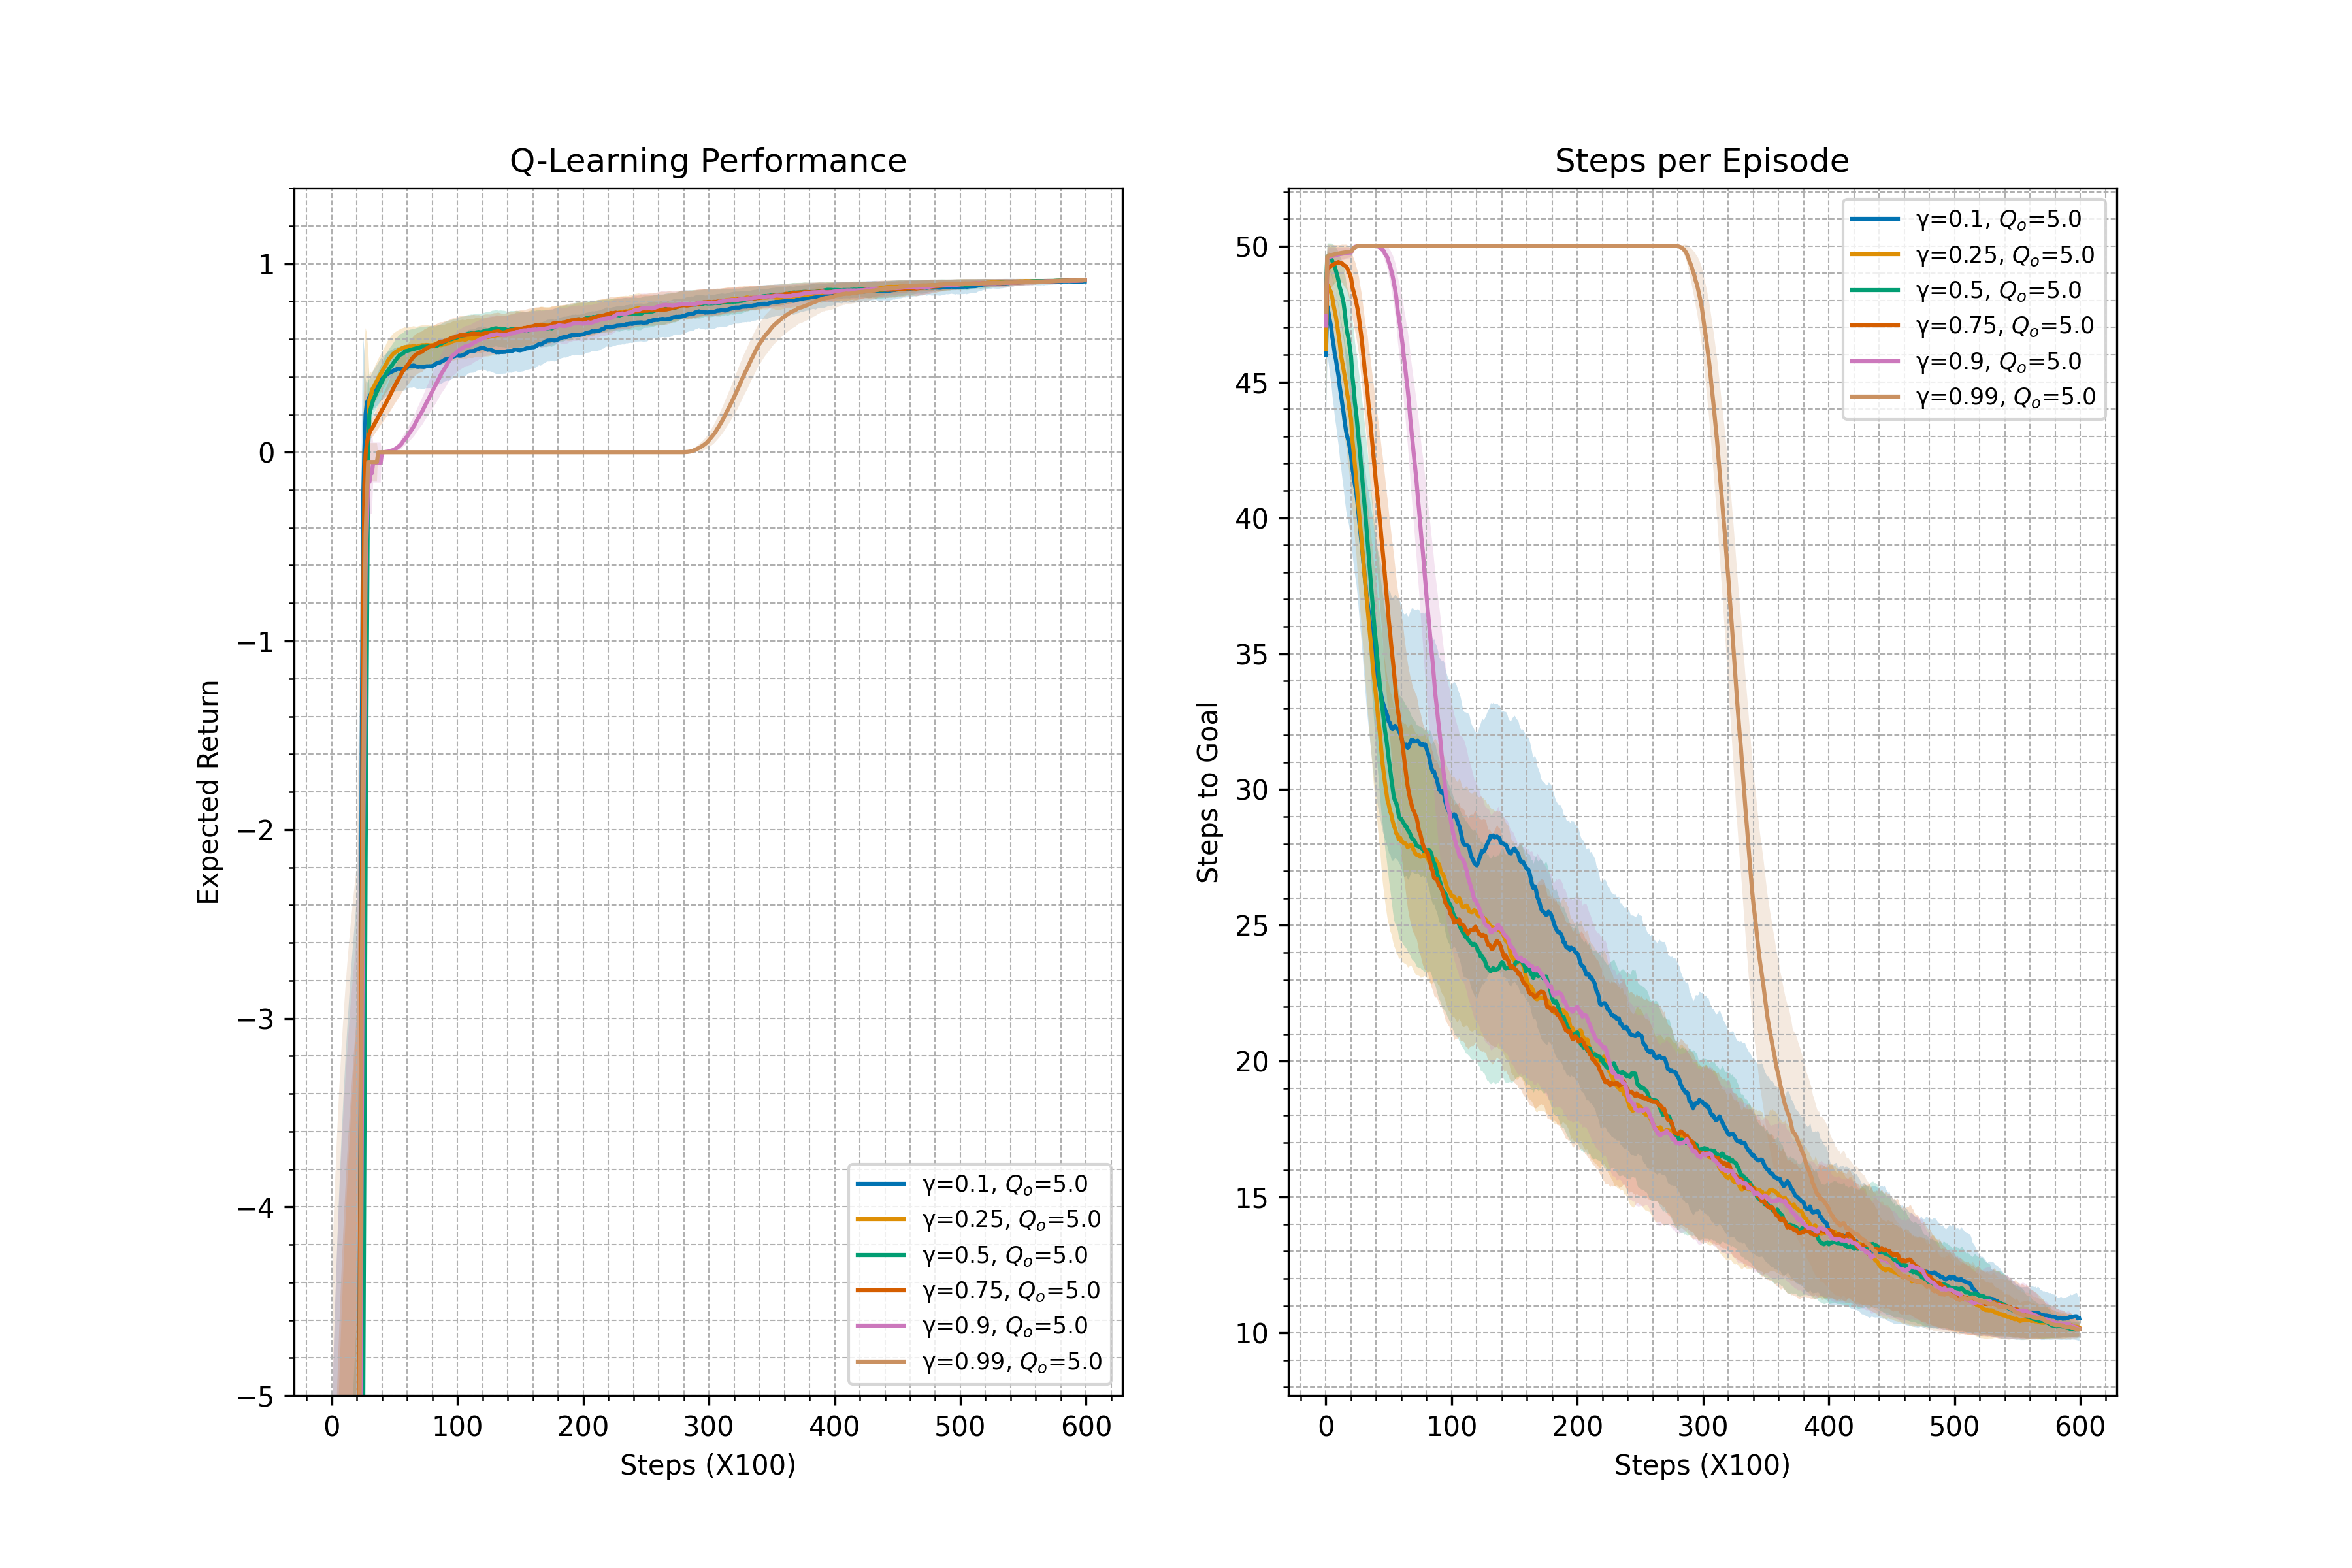 Q-Learning Performance
Expected Return
1
0
−1
−2
−3
−4
−5
0 100 200 300 400 500 600
Steps (X100)
γ=0.1, Qo=5.0
γ=0.25, Qo=5.0
γ=0.5, Qo=5.0
γ=0.75, Qo=5.0
γ=0.9, Qo=5.0
γ=0.99, Qo=5.0
Steps per Episode
Steps to Goal
50
45
40
35
30
25
20
15
10
0 100 200 300 400 500 600
Steps (X100)
γ=0.1, Qo=5.0
γ=0.25, Qo=5.0
γ=0.5, Qo=5.0
γ=0.75, Qo=5.0
γ=0.9, Qo=5.0
γ=0.99, Qo=5.0